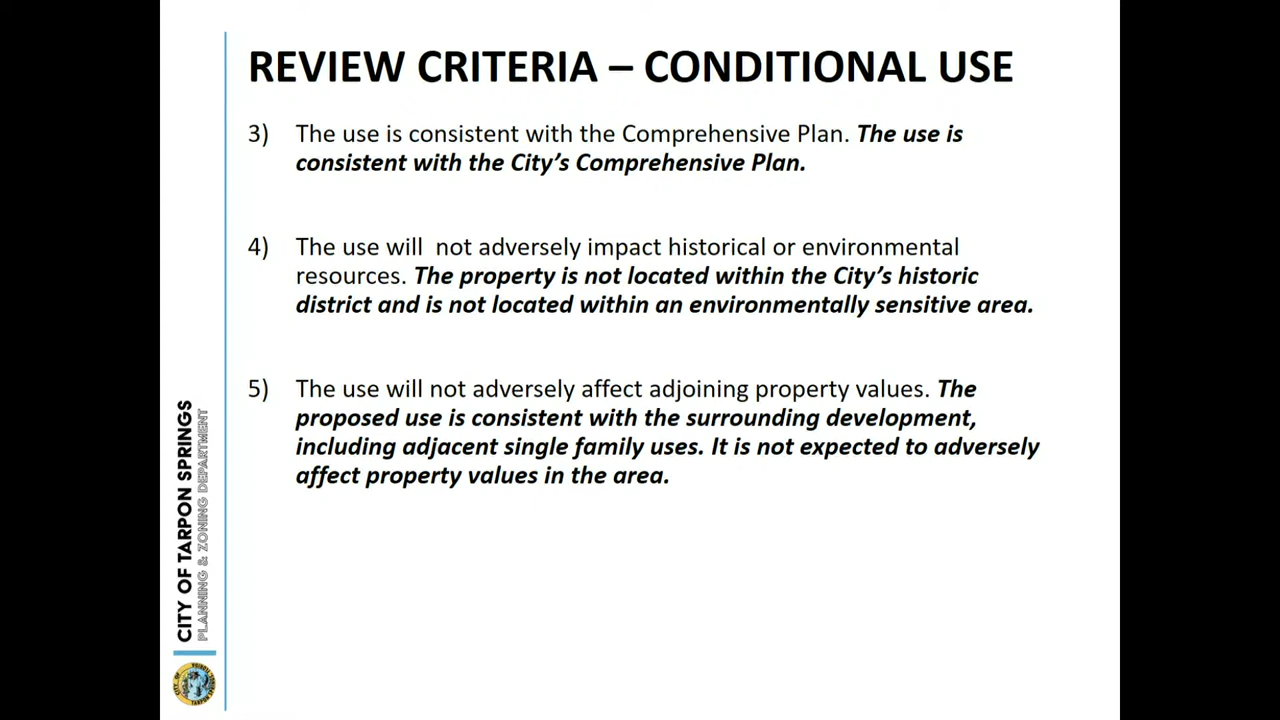 REVIEW CRITERIA – CONDITIONAL USE
3) The use is consistent with the Comprehensive Plan. The use is
consistent with the City’s Comprehensive Plan.
4) The use will  not adversely impact historical or environmental
resources. The property is not located within the City’s historic
district and is not located within an environmentally sensitive area.
5) The use will not adversely affect adjoining property values. The
proposed use is consistent with the surrounding development,
including adjacent single family uses. It is not expected to adversely
affect property values in the area.
CITY OF TARPON SPRINGS
PLANNING & ZONING DEPARTMENT